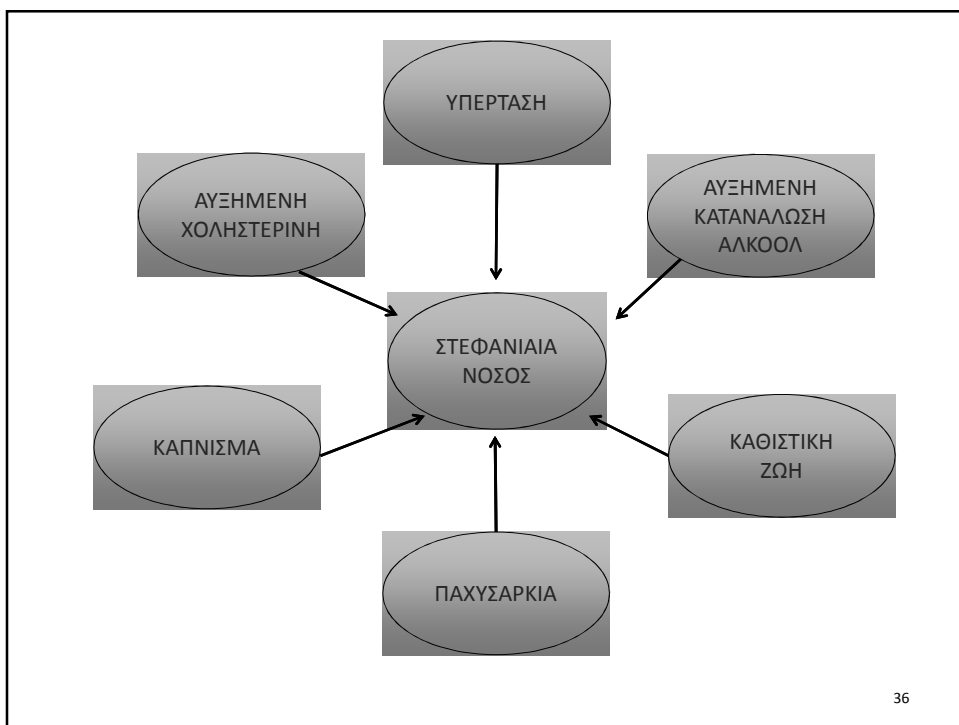 ΥΠΕΡΤΑΣΗ
ΑΥΞΗΜΕΝΗ
ΧΟΛΗΣΤΕΡΙΝΗ
ΑΥΞΗΜΕΝΗ
ΚΑΤΑΝΑΛΩΣΗ
ΑΛΚΟΟΛ
ΣΤΕΦΑΝΙΑΙΑ
ΝΟΣΟΣ
ΚΑΠΝΙΣΜΑ
ΚΑΘΙΣΤΙΚΗ
ΖΩΗ
ΠΑΧΥΣΑΡΚΙΑ
36